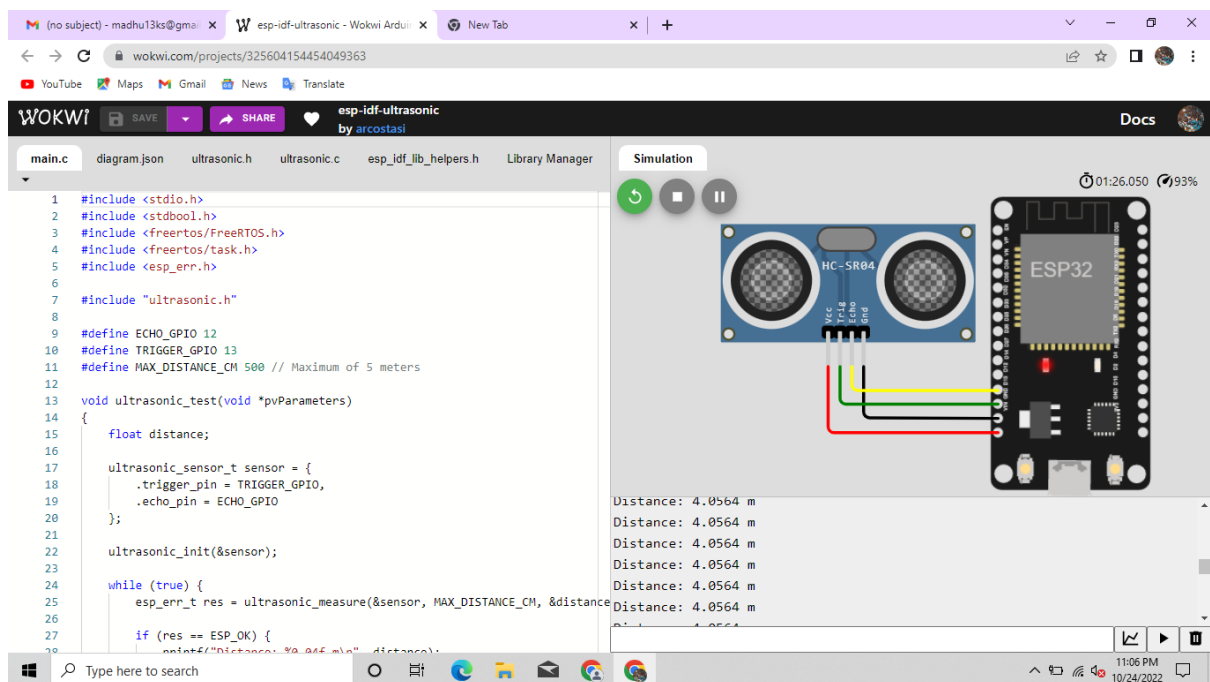 (no subject) - madhu13ks@gmai
esp-idf-ultrasonic - Wokwi Ardui
New Tab
wokwi.com/projects/325604154454049363
YouTube Maps Gmail News Translate
WOKWI SAVE SHARE esp-idf-ultrasonic
by arcostasi
Docs
main.c diagram.json ultrasonic.h ultrasonic.c esp_idf_lib_helpers.h Library Manager
1 #include <stdio.h>
2 #include <stdbool.h>
3 #include <freertos/FreeRTOS.h>
4 #include <freertos/task.h>
5 #include <esp_err.h>
6
7 #include "ultrasonic.h"
8
9 #define ECHO_GPIO 12
10 #define TRIGGER_GPIO 13
11 #define MAX_DISTANCE_CM 500 // Maximum of 5 meters
12
13 void ultrasonic_test(void *pvParameters)
14 {
15 float distance;
16
17 ultrasonic_sensor_t sensor = {
18 .trigger_pin = TRIGGER_GPIO,
19 .echo_pin = ECHO_GPIO
20 };
21
22 ultrasonic_init(&sensor);
23
24 while (true) {
25 esp_err_t res = ultrasonic_measure(&sensor, MAX_DISTANCE_CM, &distance
26
27 if (res == ESP_OK) {
28 printf("Distance: %0.04f m\n", distance);
Simulation
01:26.050 93%
HC-SR04
Vcc
Trig
Echo
Gnd
ESP32
Distance: 4.0564 m
Distance: 4.0564 m
Distance: 4.0564 m
Distance: 4.0564 m
Distance: 4.0564 m
Distance: 4.0564 m
Type here to search
11:06 PM
10/24/2022